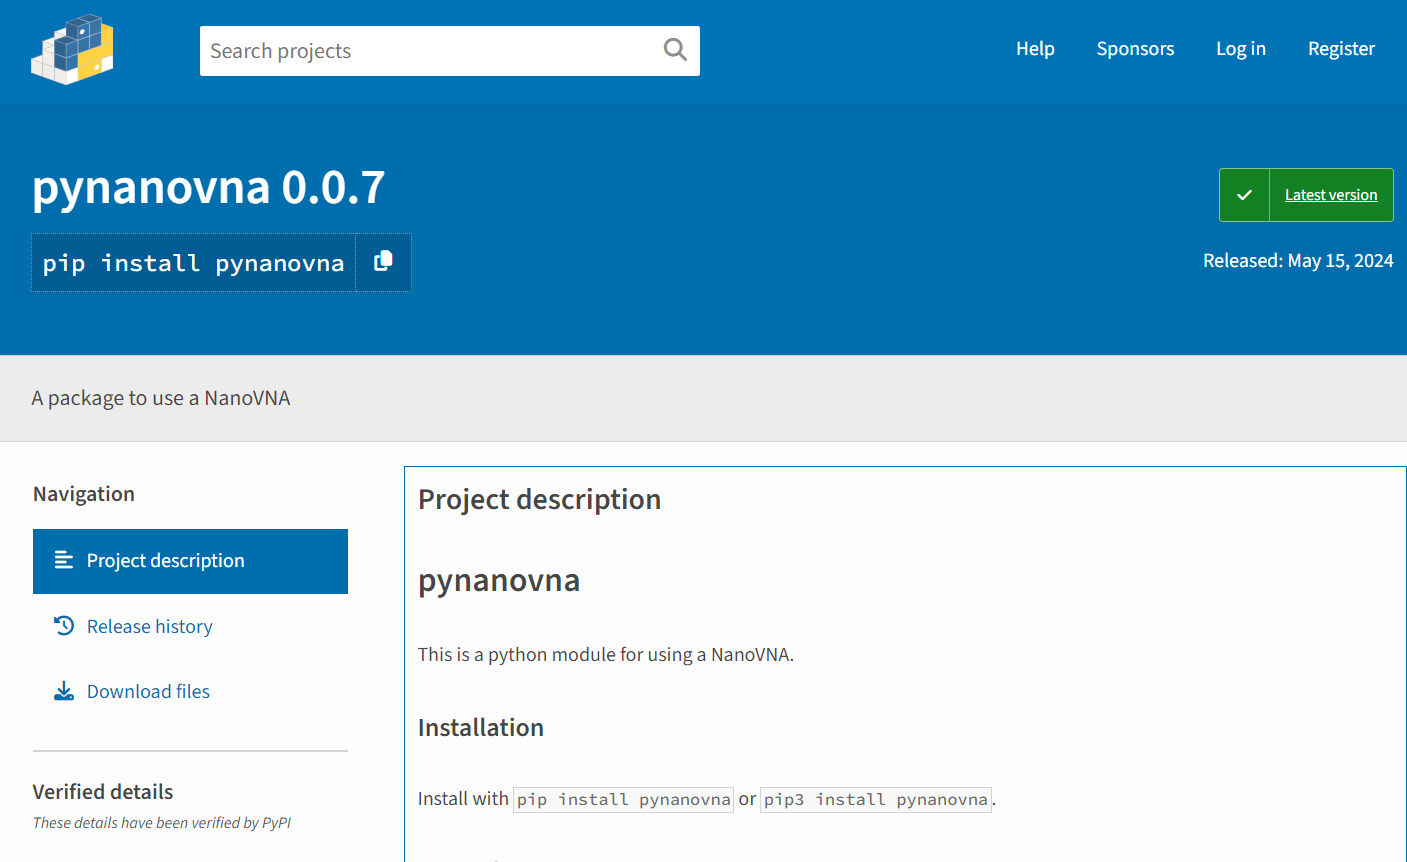 Search projects
Help
Sponsors
Log in
Register
pynanovna 0.0.7
pip install pynanovna
Latest version
Released: May 15, 2024
A package to use a NanoVNA
Navigation
Project description
Release history
Download files
Verified details
These details have been verified by PyPI
Project description
pynanovna
This is a python module for using a NanoVNA.
Installation
Install with pip install pynanovna or pip3 install pynanovna.